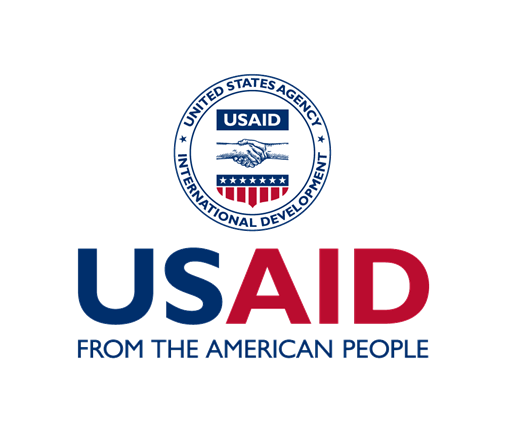 UNITED STATES AGENCY
USAID
INTERNATIONAL DEVELOPMENT
USAID
FROM THE AMERICAN PEOPLE